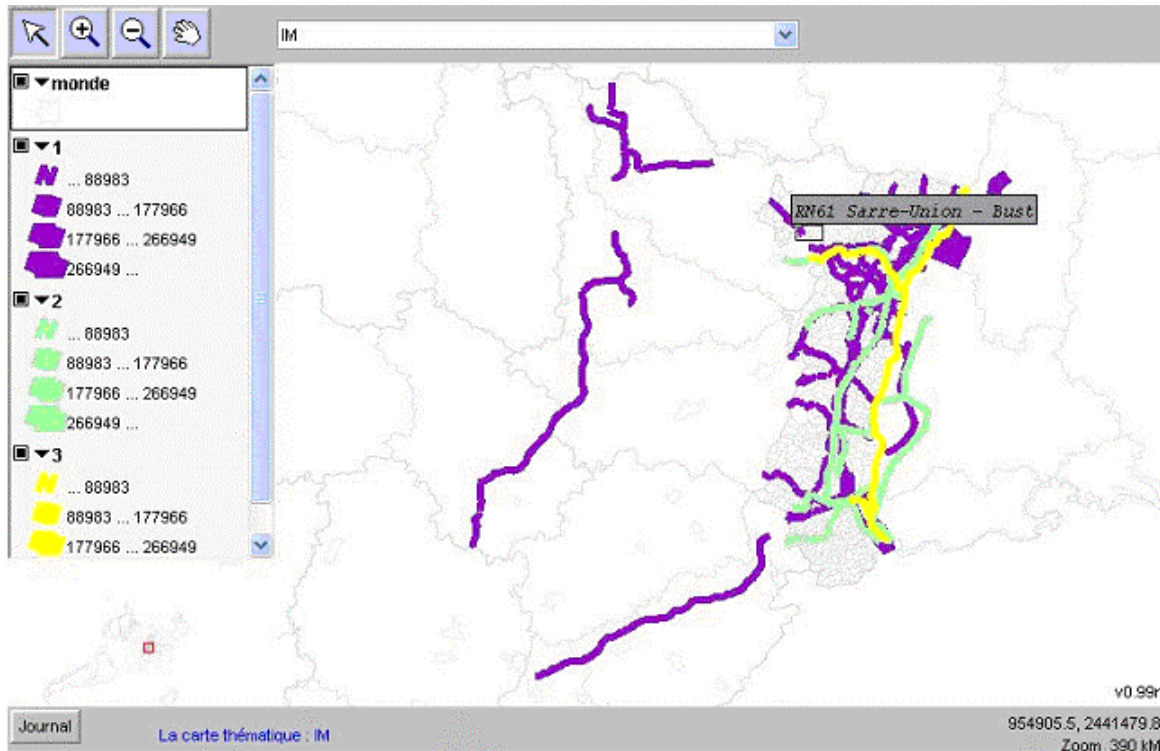 IM
monde
1
... 88983
88983 ... 177966
177966 ... 266949
266949 ...
2
... 88983
88983 ... 177966
177966 ... 266949
266949 ...
3
... 88983
88983 ... 177966
177966 ... 266949
RN61 Sarre-Union - Bust
v0.99r
Journal
La carte thématique : IM
954905.5, 2441479.8
Zoom: 390 kM